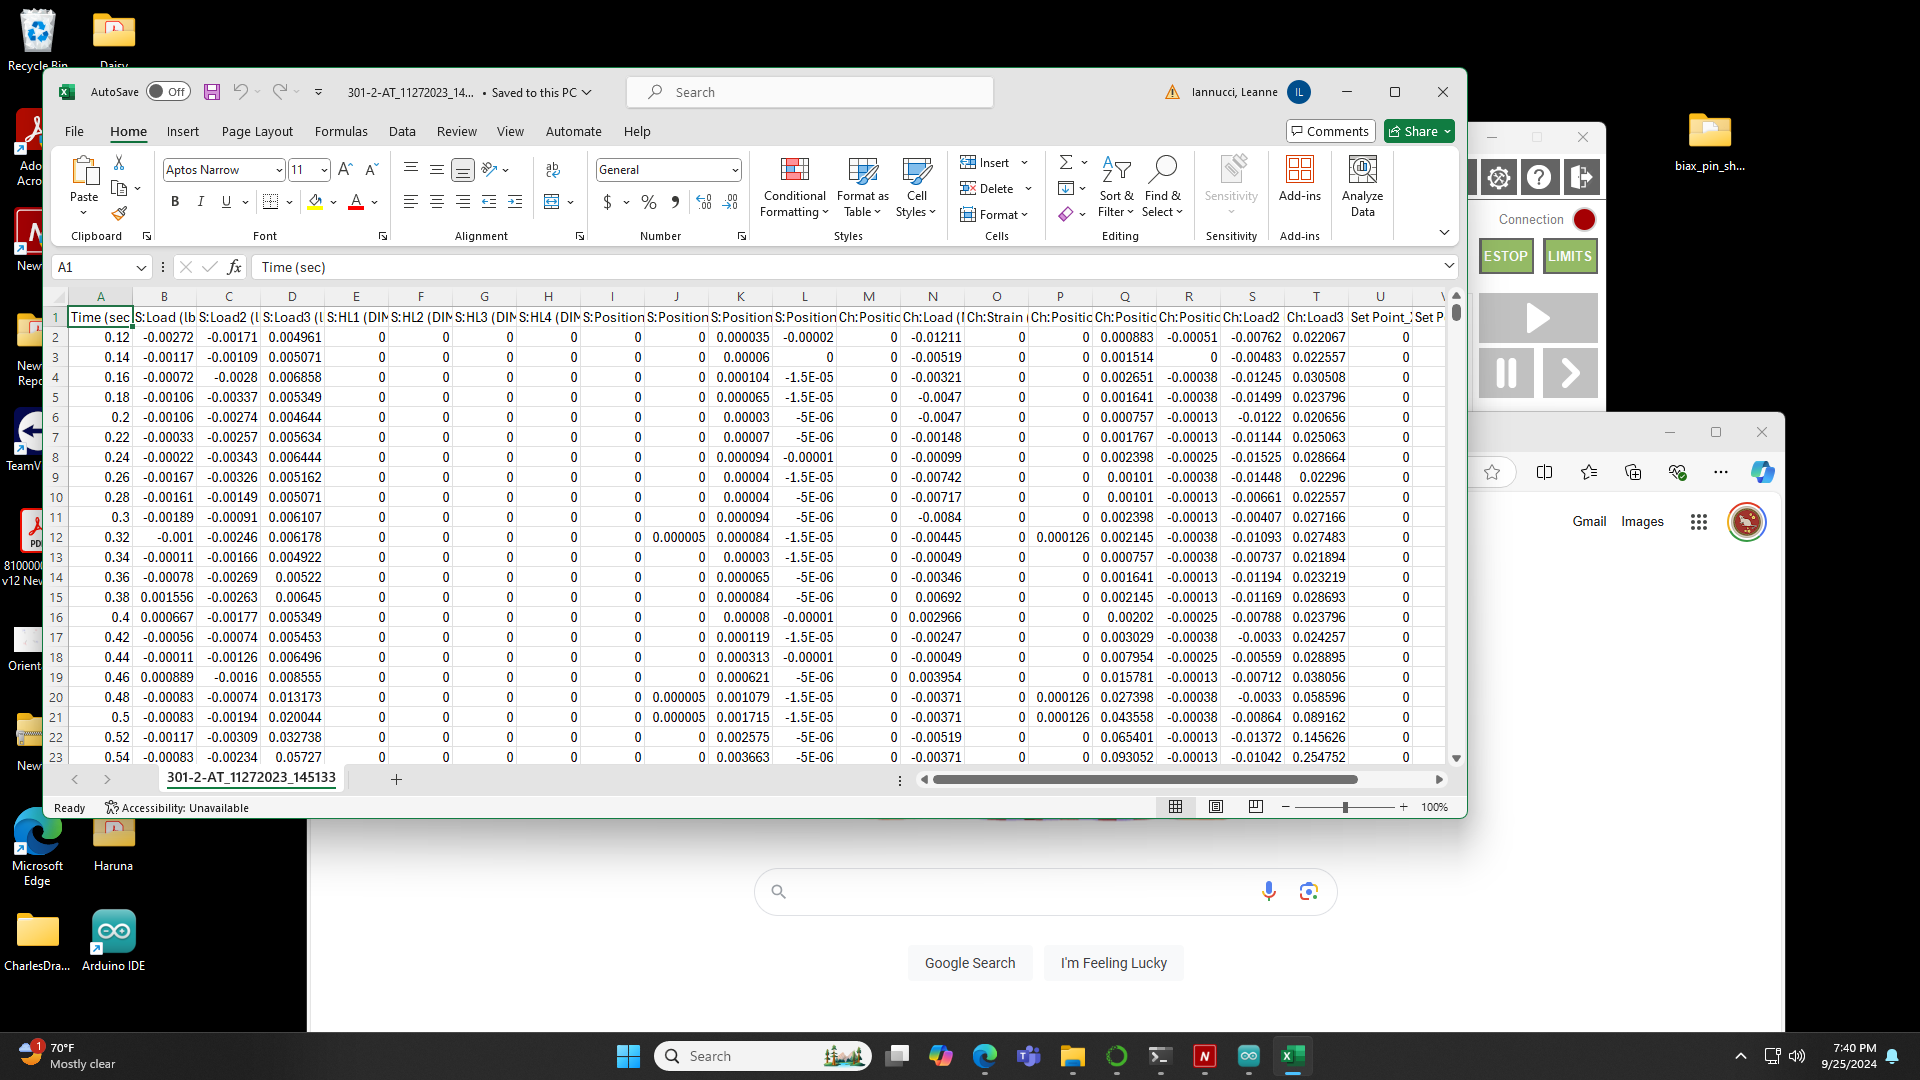 Recycle Bin
Daisy
AutoSave Off 301-2-AT_11272023_14... • Saved to this PC Search Iannucci, Leanne IL
File Home Insert Page Layout Formulas Data Review View Automate Help Comments Share
Paste
Clipboard
Aptos Narrow 11
B I U
Font
Alignment
General
Number
Conditional Formatting
Format as Table
Cell Styles
Styles
Insert
Delete
Format
Cells
Sort & Filter
Find & Select
Editing
Sensitivity
Sensitivity
Add-ins
Add-ins
Analyze Data
A1 fx Time (sec)
A B C D E F G H I J K L M N O P Q R S T U
1 Time (sec S:Load (lb S:Load2 (l S:Load3 (l S:HL1 (DIM S:HL2 (DIM S:HL3 (DIM S:HL4 (DIM S:Position S:Position S:Position S:Position Ch:Positic Ch:Load ( Ch:Strain ( Ch:Positic Ch:Positic Ch:Positic Ch:Load2 Ch:Load3 Set Point_X Set P
2 0.12 -0.00272 -0.00171 0.004961 0 0 0 0 0 0 0.000035 -0.00002 0 -0.01211 0 0 0.000883 -0.00051 -0.00762 0.022067 0
3 0.14 -0.00117 -0.00109 0.005071 0 0 0 0 0 0 0.00006 0 0 -0.00519 0 0 0.001514 0 -0.00483 0.022557 0
4 0.16 -0.00072 -0.0028 0.006858 0 0 0 0 0 0 0.000104 -1.5E-05 0 -0.00321 0 0 0.002651 -0.00038 -0.01245 0.030508 0
5 0.18 -0.00106 -0.00337 0.005349 0 0 0 0 0 0 0.000065 -1.5E-05 0 -0.0047 0 0 0.001641 -0.00038 -0.01499 0.023796 0
6 0.2 -0.00106 -0.00274 0.004644 0 0 0 0 0 0 0.00003 -5E-06 0 -0.0047 0 0 0.000757 -0.00013 -0.0122 0.020656 0
7 0.22 -0.00033 -0.00257 0.005634 0 0 0 0 0 0 0.00007 -5E-06 0 -0.00148 0 0 0.001767 -0.00013 -0.01144 0.025063 0
8 0.24 -0.00022 -0.00343 0.006444 0 0 0 0 0 0 0.000094 -0.00001 0 -0.00099 0 0 0.002398 -0.00025 -0.01525 0.028664 0
9 0.26 -0.00167 -0.00326 0.005162 0 0 0 0 0 0 0.00004 -1.5E-05 0 -0.00742 0 0 0.00101 -0.00038 -0.01448 0.02296 0
10 0.28 -0.00161 -0.00149 0.005071 0 0 0 0 0 0 0.00004 -5E-06 0 -0.00717 0 0 0.00101 -0.00013 -0.00661 0.022557 0
11 0.3 -0.00189 -0.00091 0.006107 0 0 0 0 0 0 0.000094 -5E-06 0 -0.0084 0 0 0.002398 -0.00013 -0.00407 0.027166 0
12 0.32 -0.001 -0.00246 0.006178 0 0 0 0 0 0.000005 0.000084 -1.5E-05 0 -0.00445 0 0.000126 0.002145 -0.00038 -0.01093 0.027483 0
13 0.34 -0.00011 -0.00166 0.004922 0 0 0 0 0 0 0.00003 -1.5E-05 0 -0.00049 0 0 0.000757 -0.00038 -0.00737 0.021894 0
14 0.36 -0.00078 -0.00269 0.00522 0 0 0 0 0 0 0.000065 -5E-06 0 -0.00346 0 0 0.001641 -0.00013 -0.01194 0.023219 0
15 0.38 0.001556 -0.00263 0.00645 0 0 0 0 0 0 0.000084 -5E-06 0 0.00692 0 0 0.002145 -0.00013 -0.01169 0.028693 0
16 0.4 0.000667 -0.00177 0.005349 0 0 0 0 0 0 0.00008 -0.00001 0 0.002966 0 0 0.00202 -0.00025 -0.00788 0.023796 0
17 0.42 -0.00056 -0.00074 0.005453 0 0 0 0 0 0 0.000119 -1.5E-05 0 -0.00247 0 0 0.003029 -0.00038 -0.0033 0.024257 0
18 0.44 -0.00011 -0.00126 0.006496 0 0 0 0 0 0 0.000313 -0.00001 0 -0.00049 0 0 0.007954 -0.00025 -0.00559 0.028895 0
19 0.46 0.000889 -0.0016 0.008555 0 0 0 0 0 0 0.000621 -5E-06 0 0.003954 0 0 0.015781 -0.00013 -0.00712 0.038056 0
20 0.48 -0.00083 -0.00074 0.013173 0 0 0 0 0 0.000005 0.001079 -1.5E-05 0 -0.00371 0 0.000126 0.027398 -0.00038 -0.0033 0.058596 0
21 0.5 -0.00083 -0.00194 0.020044 0 0 0 0 0 0.000005 0.001715 -1.5E-05 0 -0.00371 0 0.000126 0.043558 -0.00038 -0.00864 0.089162 0
22 0.52 -0.00117 -0.00309 0.032738 0 0 0 0 0 0 0.002575 -5E-06 0 -0.00519 0 0 0.065401 -0.00013 -0.01372 0.145626 0
23 0.54 -0.00083 -0.00234 0.05727 0 0 0 0 0 0 0.003663 -5E-06 0 -0.00371 0 0 0.093052 -0.00013 -0.01042 0.254752 0
301-2-AT_11272023_145133
Ready Accessibility: Unavailable 100%
Ado
Acro
New
New
Repo
TeamV
PD
810000
v12 New
Orient
New
Microsoft
Edge
Haruna
CharlesDra...
Arduino IDE
biax_pin_sh...
Connection
ESTOP LIMITS
Gmail Images
Google Search
I'm Feeling Lucky
1
70°F
Mostly clear
Search
7:40 PM
9/25/2024